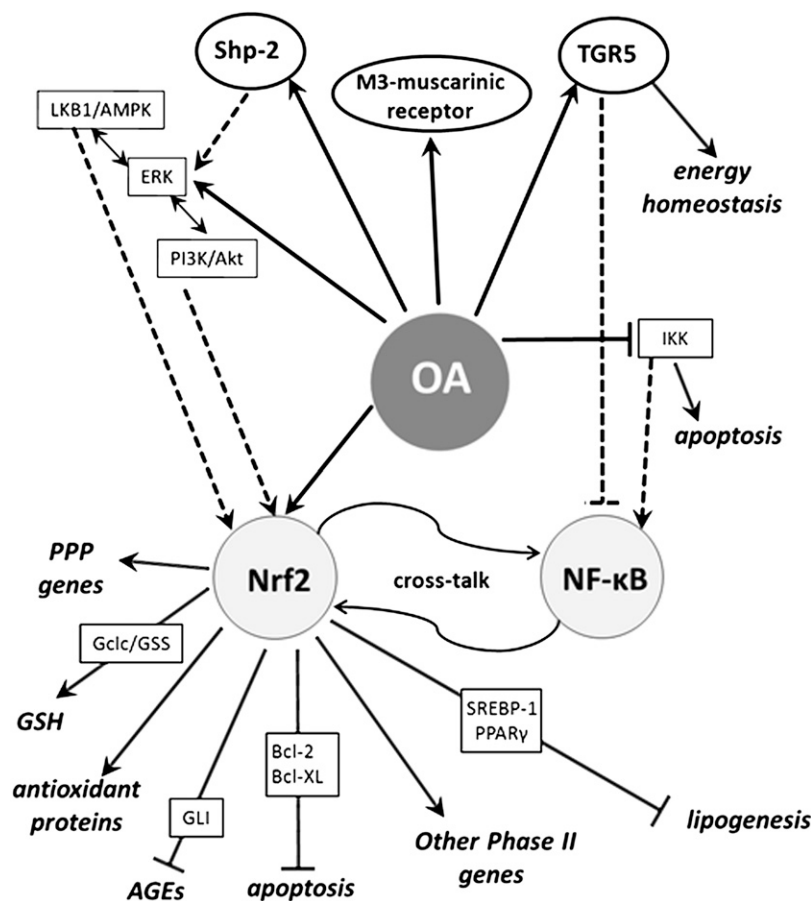 Shp-2
TGR5
M3-muscarinic
receptor
LKB1/AMPK
ERK
energy
homeostasis
PI3K/Akt
IKK
OA
apoptosis
PPP
genes
Nrf2
cross-talk
NF-κB
Gclc/GSS
SREBP-1
PPARγ
GSH
Bcl-2
Bcl-XL
antioxidant
proteins
GLI
lipogenesis
Other Phase II
genes
AGEs
apoptosis